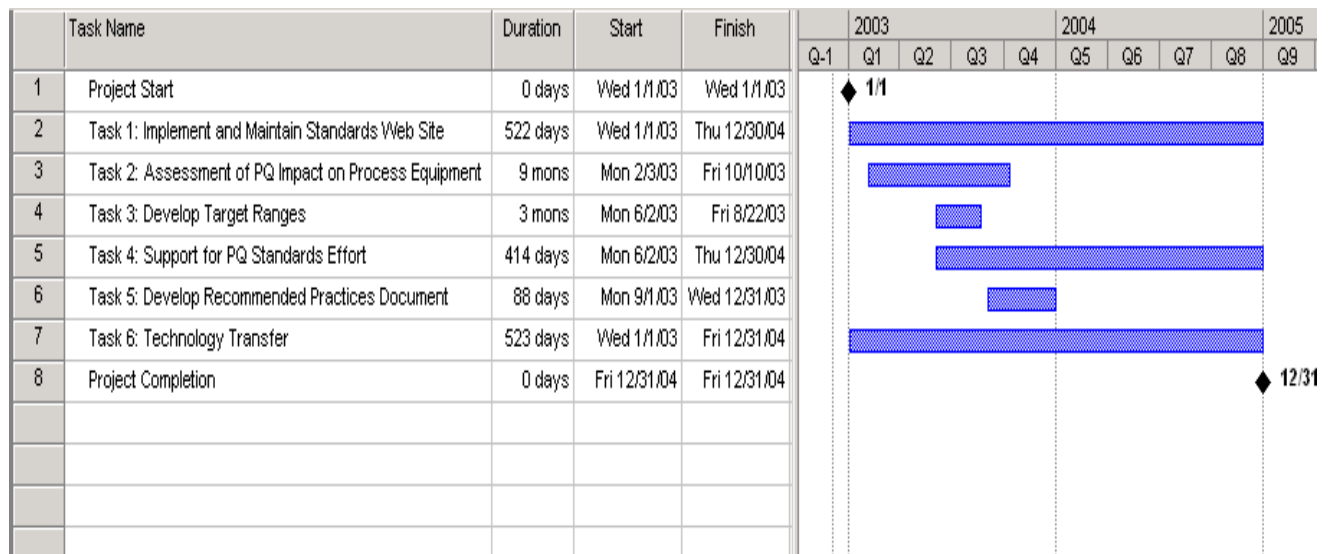 Task Name Duration Start Finish 2003 2004 2005
Q-1 Q1 Q2 Q3 Q4 Q5 Q6 Q7 Q8 Q9
1 Project Start 0 days Wed 1/1/03 Wed 1/1/03 1/1
2 Task 1: Implement and Maintain Standards Web Site 522 days Wed 1/1/03 Thu 12/30/04
3 Task 2: Assessment of PQ Impact on Process Equipment 9 mons Mon 2/3/03 Fri 10/10/03
4 Task 3: Develop Target Ranges 3 mons Mon 6/2/03 Fri 8/22/03
5 Task 4: Support for PQ Standards Effort 414 days Mon 6/2/03 Thu 12/30/04
6 Task 5: Develop Recommended Practices Document 88 days Mon 9/1/03 Wed 12/31/03
7 Task 6: Technology Transfer 523 days Wed 1/1/03 Fri 12/31/04
8 Project Completion 0 days Fri 12/31/04 Fri 12/31/04 12/31